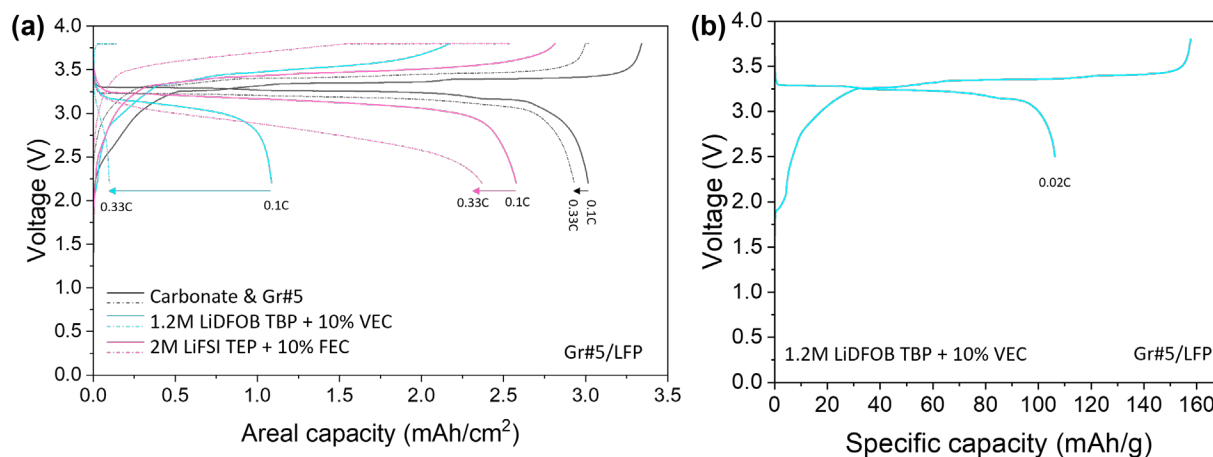 (a)
4.0
3.5
3.0
2.5
2.0
1.5
1.0
0.5
0.0
Voltage (V)
0.33C
0.1C
0.33C
0.1C
0.33C
0.1C
Carbonate & Gr#5
1.2M LiDFOB TBP + 10% VEC
2M LiFSI TEP + 10% FEC
Gr#5/LFP
0.0 0.5 1.0 1.5 2.0 2.5 3.0 3.5
Areal capacity (mAh/cm²)
(b)
4.0
3.5
3.0
2.5
2.0
1.5
1.0
0.5
0.0
Voltage (V)
0.02C
1.2M LiDFOB TBP + 10% VEC Gr#5/LFP
0 20 40 60 80 100 120 140 160
Specific capacity (mAh/g)